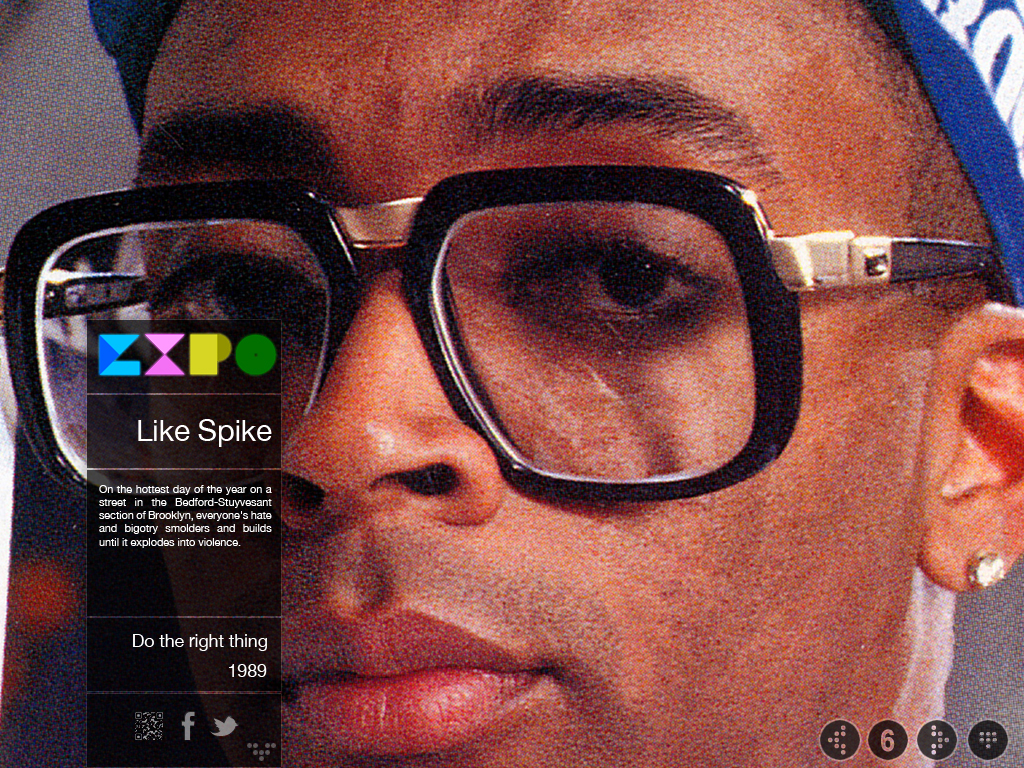 EXPO
Like Spike
On the hottest day of the year on a
street in the Bedford-Stuyvesant
section of Brooklyn, everyone's hate
and bigotry smolders and builds
until it explodes into violence.
Do the right thing
1989
6